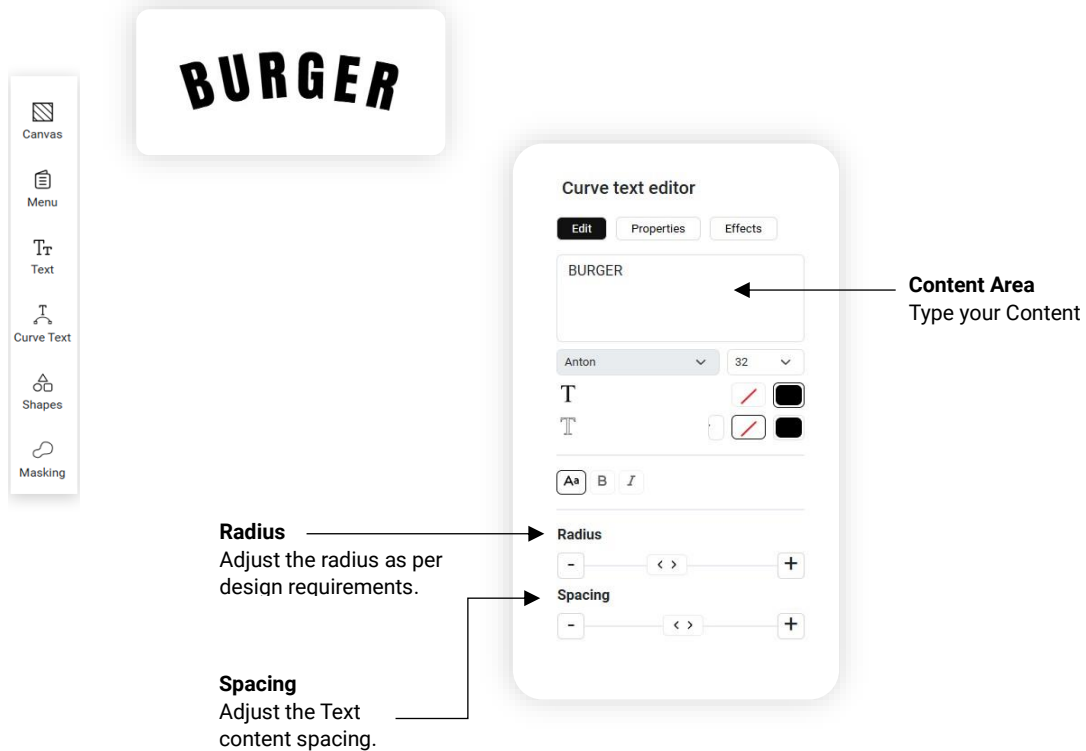 BURGER
Canvas
Menu
Tт
Text
T
Curve Text
Shapes
Masking
Curve text editor
Edit Properties Effects
BURGER
Content Area
Type your Content
Anton 32
T
T
Aa B I
Radius
Adjust the radius as per
design requirements.
Radius
- < > +
Spacing
- < > +
Spacing
Adjust the Text
content spacing.